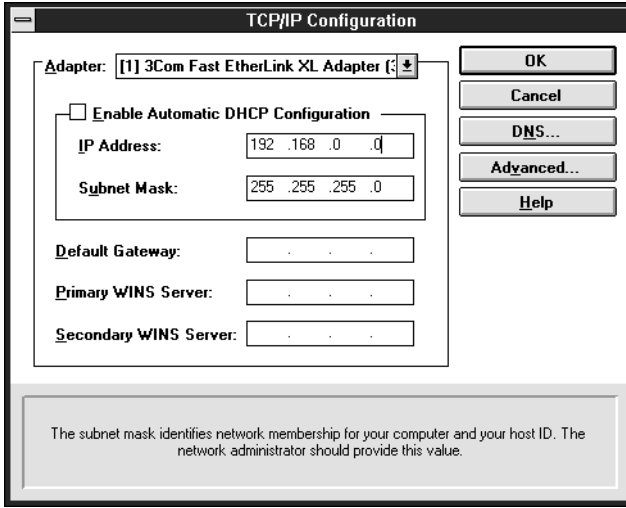 TCP/IP Configuration
Adapter: [1] 3Com Fast EtherLink XL Adapter (3
Enable Automatic DHCP Configuration
IP Address: 192 .168 .0 .0
Subnet Mask: 255 .255 .255 .0
Default Gateway: . . .
Primary WINS Server: . . .
Secondary WINS Server: . . .
OK
Cancel
DNS...
Advanced...
Help
The subnet mask identifies network membership for your computer and your host ID. The
network administrator should provide this value.